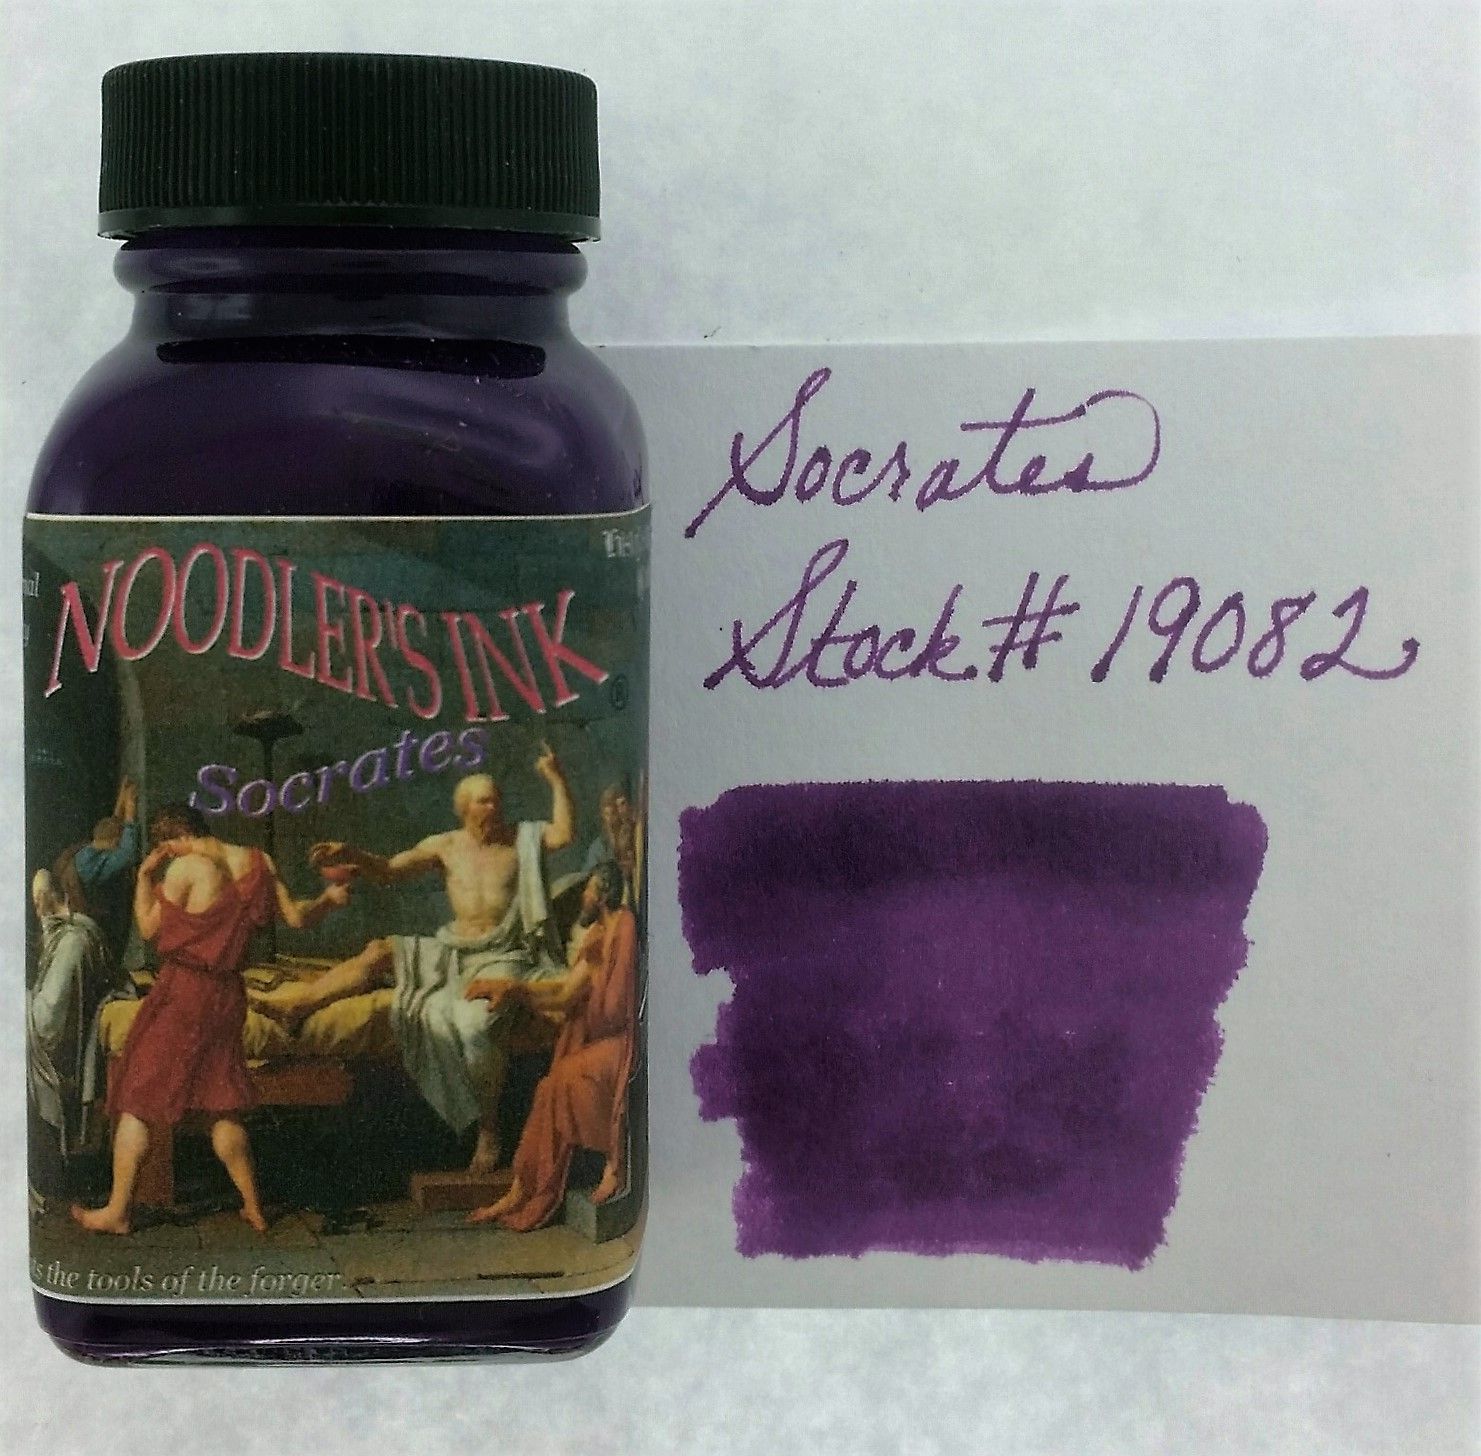 NOODLER'S INK ®
Socrates
the tools of the forger.
Socrates
Stock # 19082